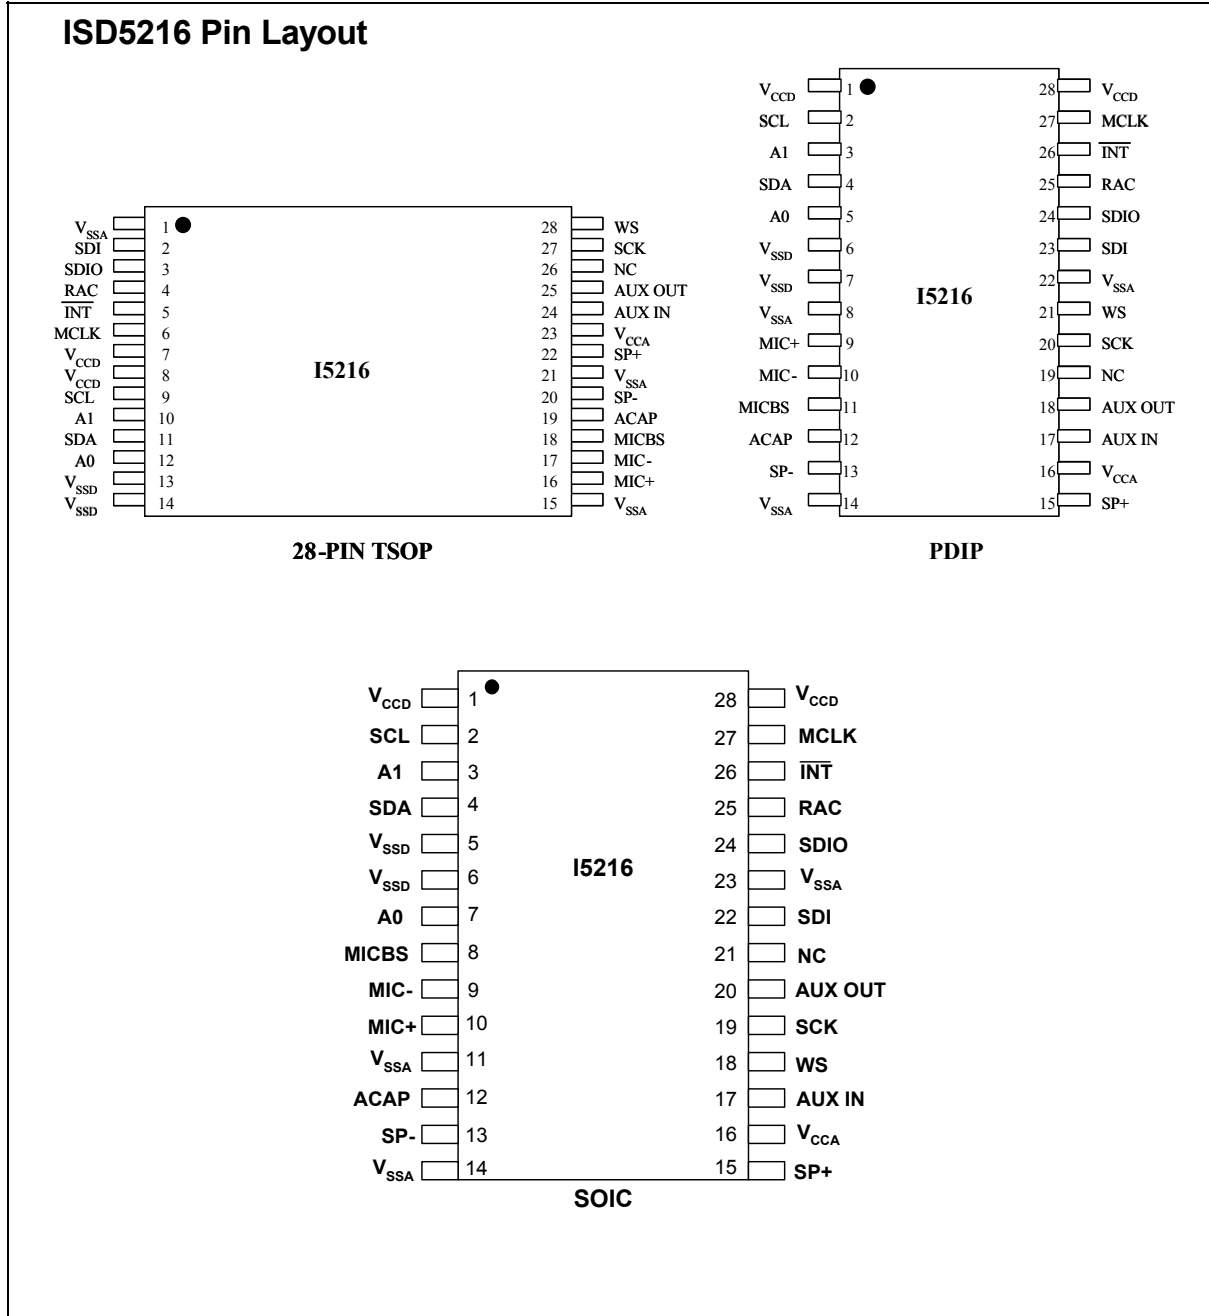 ISD5216 Pin Layout
VSSA 1 28 WS
SDI 2 27 SCK
SDIO 3 26 NC
RAC 4 25 AUX OUT
INT 5 24 AUX IN
MCLK 6 23 VCCA
VCCD 7 22 SP+
VCCD 8 21 VSSA
SCL 9 20 SP-
A1 10 19 ACAP
SDA 11 18 MICBS
A0 12 17 MIC-
VSSD 13 16 MIC+
VSSD 14 15 VSSA
I5216
28-PIN TSOP
VCCD 1 28 VCCD
SCL 2 27 MCLK
A1 3 26 INT
SDA 4 25 RAC
A0 5 24 SDIO
VSSD 6 23 SDI
VSSD 7 22 VSSA
VSSA 8 21 WS
MIC+ 9 20 SCK
MIC- 10 19 NC
MICBS 11 18 AUX OUT
ACAP 12 17 AUX IN
SP- 13 16 VCCA
VSSA 14 15 SP+
I5216
PDIP
VCCD 1 28 VCCD
SCL 2 27 MCLK
A1 3 26 INT
SDA 4 25 RAC
VSSD 5 24 SDIO
VSSD 6 23 VSSA
A0 7 22 SDI
MICBS 8 21 NC
MIC- 9 20 AUX OUT
MIC+ 10 19 SCK
VSSA 11 18 WS
ACAP 12 17 AUX IN
SP- 13 16 VCCA
VSSA 14 15 SP+
I5216
SOIC